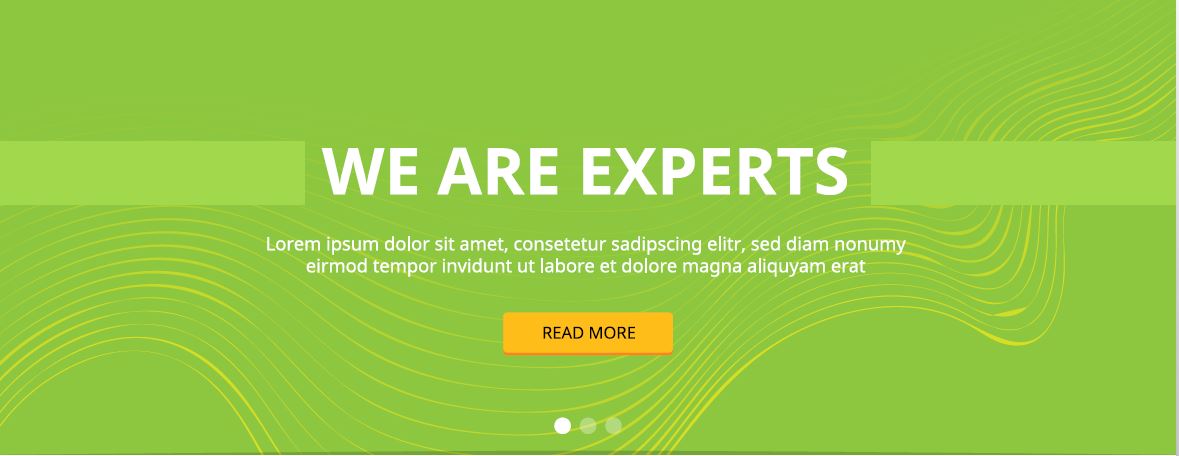 WE ARE EXPERTS
Lorem ipsum dolor sit amet, consetetur sadipscing elitr, sed diam nonumy
eirmod tempor invidunt ut labore et dolore magna aliquyam erat
READ MORE